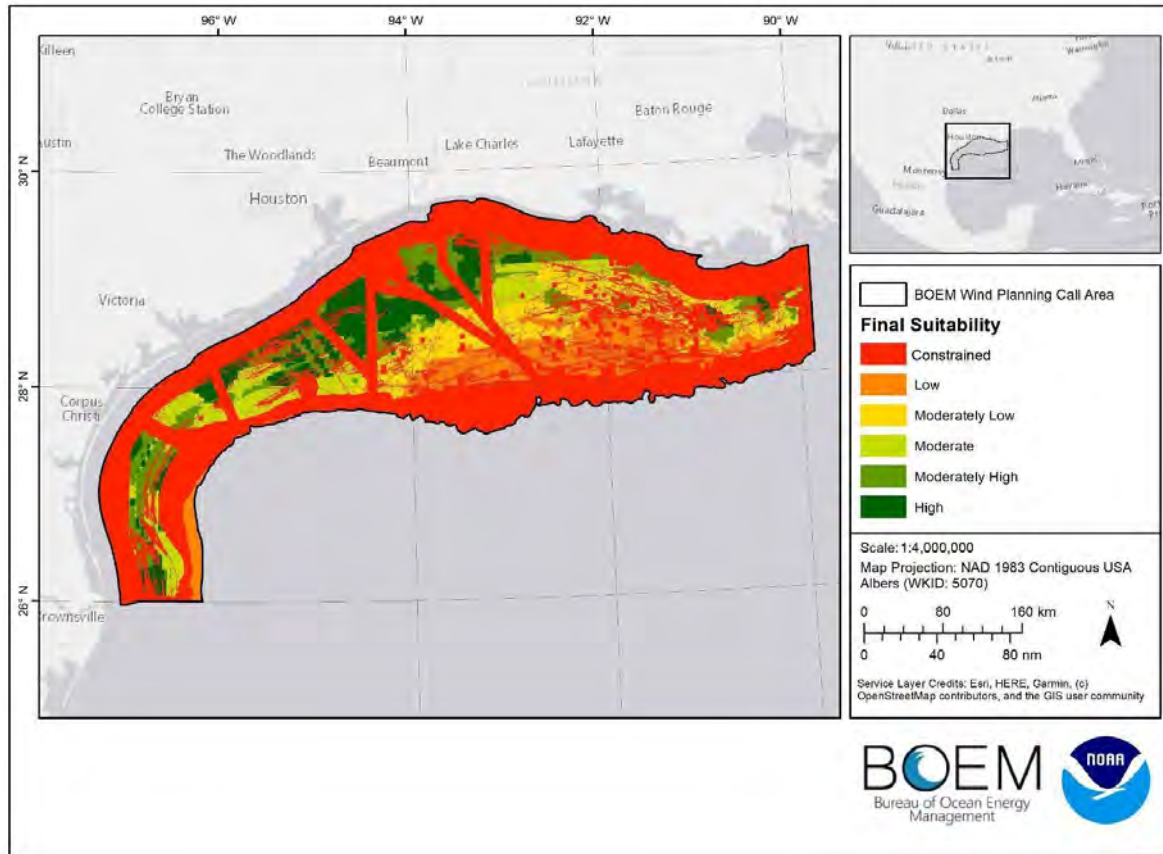 96° W
94° W
92° W
90° W
Killeen
Bryan
College Station
Austin
The Woodlands
Houston
Beaumont
Lake Charles
Lafayette
Baton Rouge
Victoria
Corpus
Christi
Brownsville
30° N
28° N
26° N
Dallas
Atlanta
Houston
Miami
Havana
Guadalajara
BOEM Wind Planning Call Area
Final Suitability
Constrained
Low
Moderately Low
Moderate
Moderately High
High
Scale: 1:4,000,000
Map Projection: NAD 1983 Contiguous USA
Albers (WKID: 5070)
0 80 160 km
0 40 80 nm
N
Service Layer Credits: Esri, HERE, Garmin, (c)
OpenStreetMap contributors, and the GIS user community
BOEM
Bureau of Ocean Energy
Management
NOAA